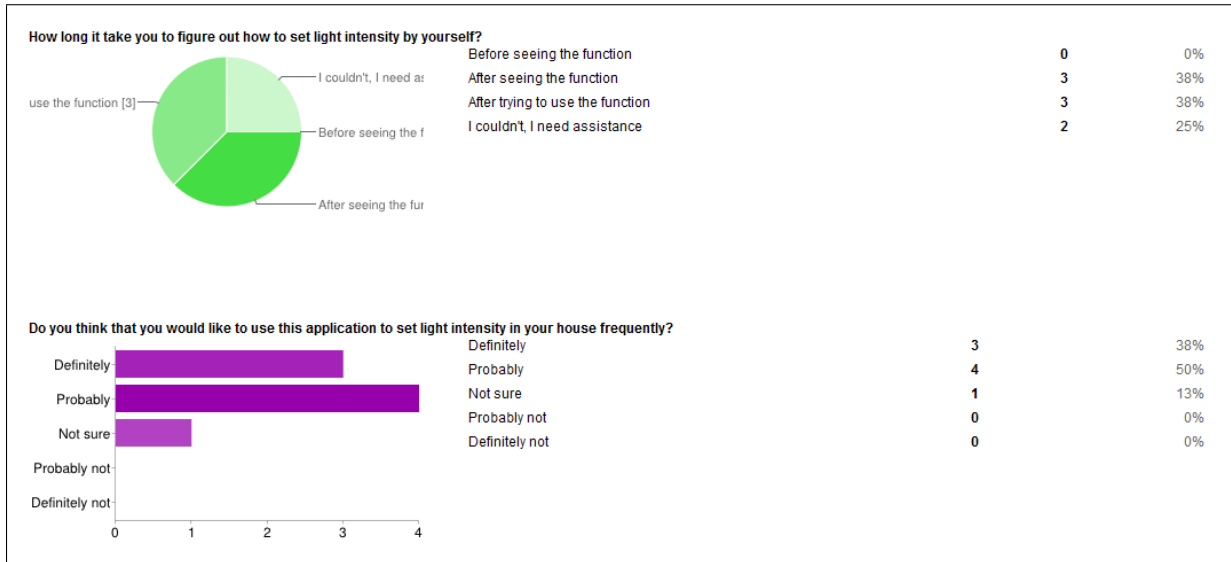 How long it take you to figure out how to set light intensity by yourself?
I couldn't, I need as
use the function [3]
Before seeing the f
After seeing the fur
Before seeing the function 0 0%
After seeing the function 3 38%
After trying to use the function 3 38%
I couldn't, I need assistance 2 25%
Do you think that you would like to use this application to set light intensity in your house frequently?
Definitely
Probably
Not sure
Probably not
Definitely not
0 1 2 3 4
Definitely 3 38%
Probably 4 50%
Not sure 1 13%
Probably not 0 0%
Definitely not 0 0%